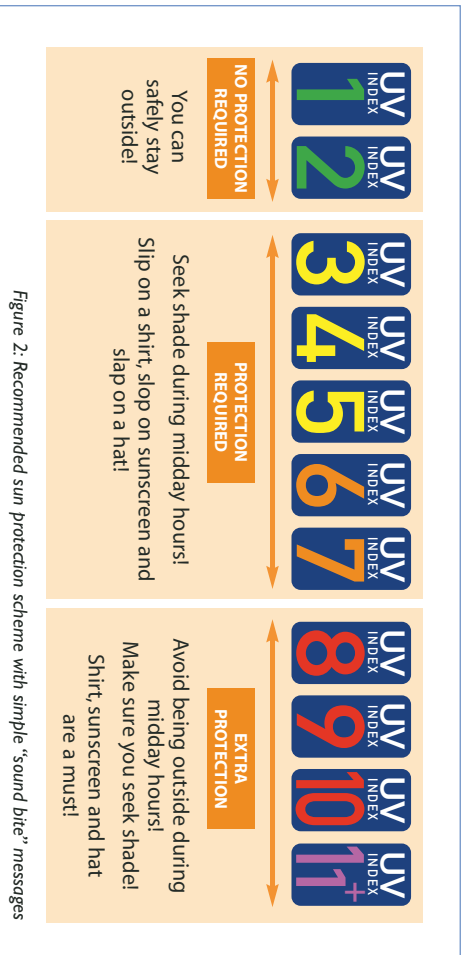 UV
INDEX
1
UV
INDEX
2
NO PROTECTION
REQUIRED
You can
safely stay
outside!
UV
INDEX
3
UV
INDEX
4
UV
INDEX
5
UV
INDEX
6
UV
INDEX
7
PROTECTION
REQUIRED
Seek shade during midday hours!
Slip on a shirt, slop on sunscreen and
slap on a hat!
UV
INDEX
8
UV
INDEX
9
UV
INDEX
10
UV
INDEX
11+
EXTRA
PROTECTION
Avoid being outside during
midday hours!
Make sure you seek shade!
Shirt, sunscreen and hat
are a must!
Figure 2: Recommended sun protection scheme with simple “sound bite” messages